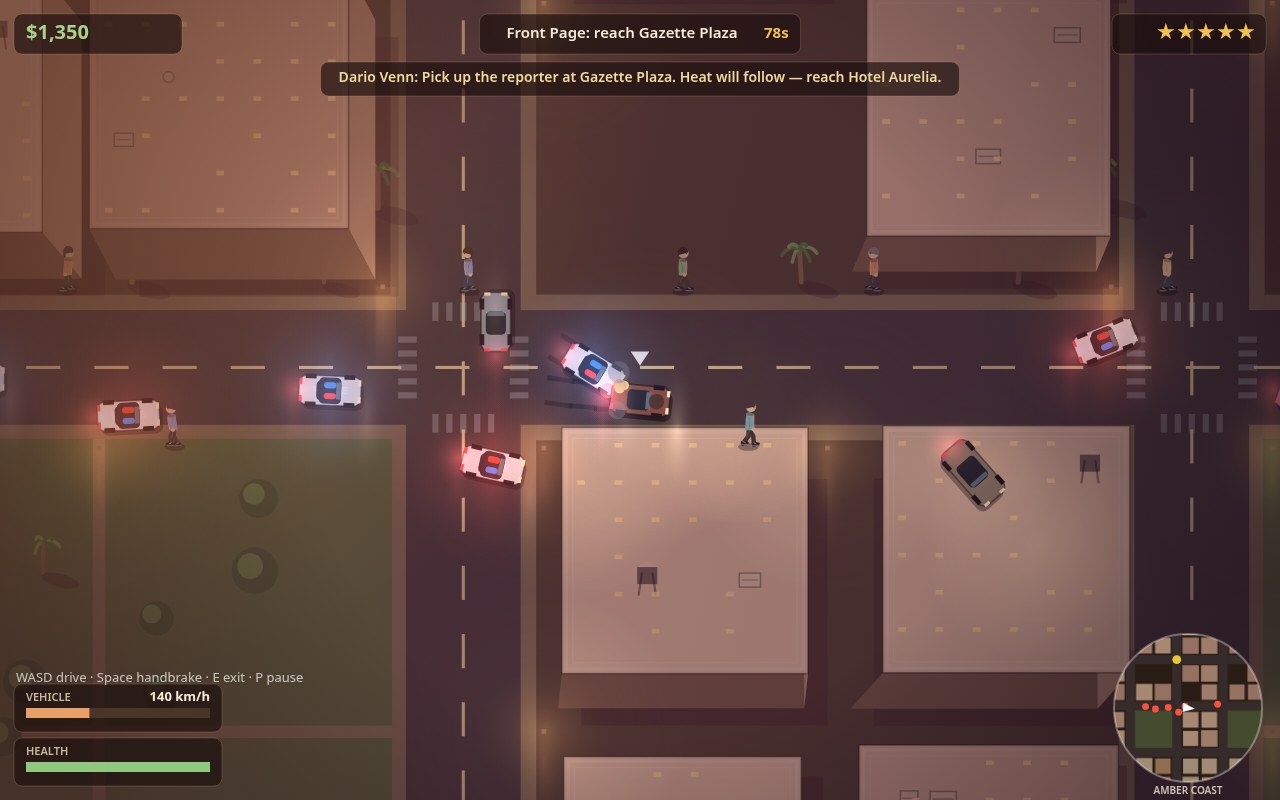 $1,350
Front Page: reach Gazette Plaza 78s
★★★★★
Dario Venn: Pick up the reporter at Gazette Plaza. Heat will follow — reach Hotel Aurelia.
WASD drive · Space handbrake · E exit · P pause
VEHICLE 140 km/h
HEALTH
AMBER COAST